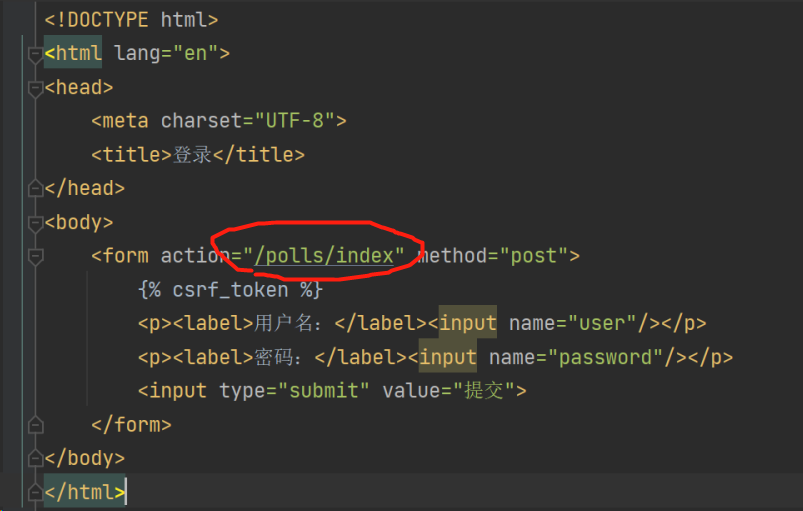 <!DOCTYPE html>
<html lang="en">
<head>
    <meta charset="UTF-8">
    <title>登录</title>
</head>
<body>
    <form action="/polls/index" method="post">
        {% csrf_token %}
        <p><label>用户名：</label><input name="user"/></p>
        <p><label>密码：</label><input name="password"/></p>
        <input type="submit" value="提交">
    </form>
</body>
</html>